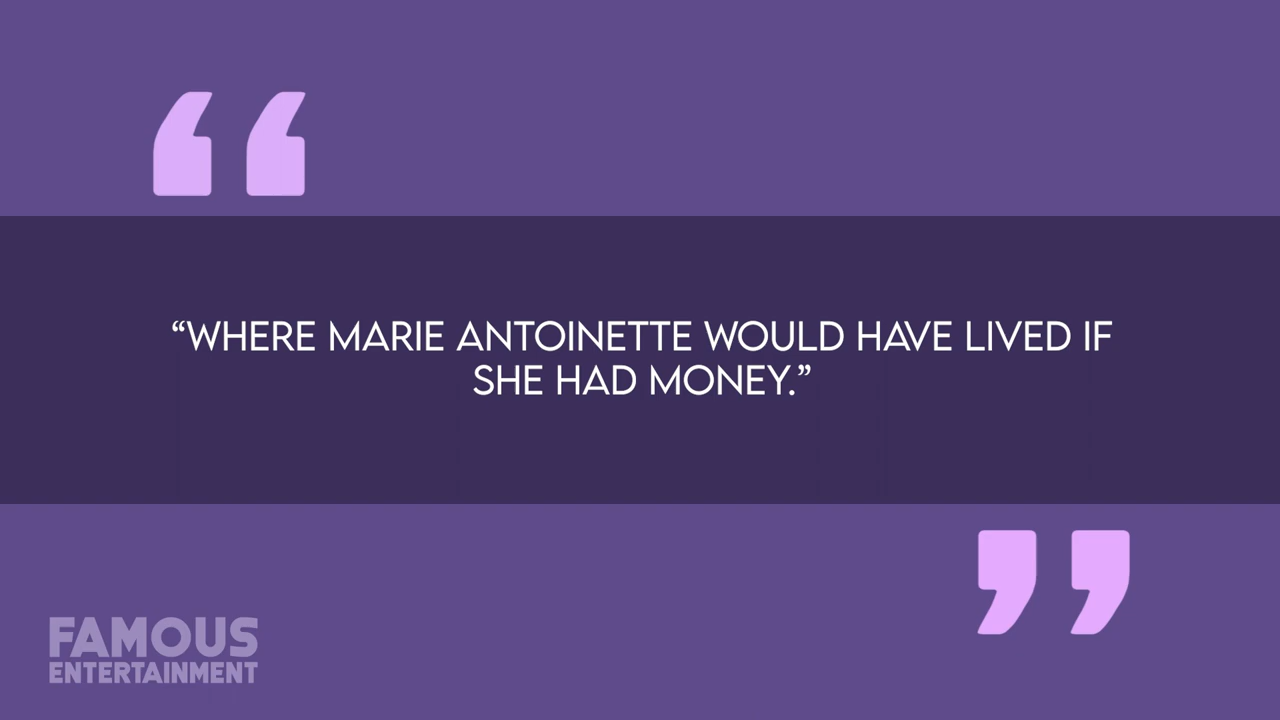 “WHERE MARIE ANTOINETTE WOULD HAVE LIVED IF
SHE HAD MONEY.”
FAMOUS
ENTERTAINMENT